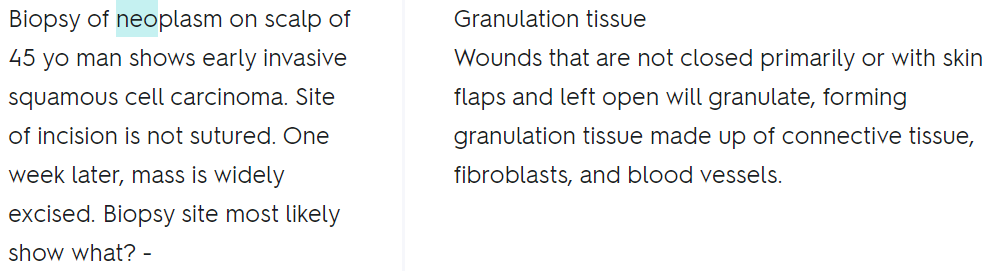 Biopsy of neoplasm on scalp of
45 yo man shows early invasive
squamous cell carcinoma. Site
of incision is not sutured. One
week later, mass is widely
excised. Biopsy site most likely
show what? -
Granulation tissue
Wounds that are not closed primarily or with skin
flaps and left open will granulate, forming
granulation tissue made up of connective tissue,
fibroblasts, and blood vessels.